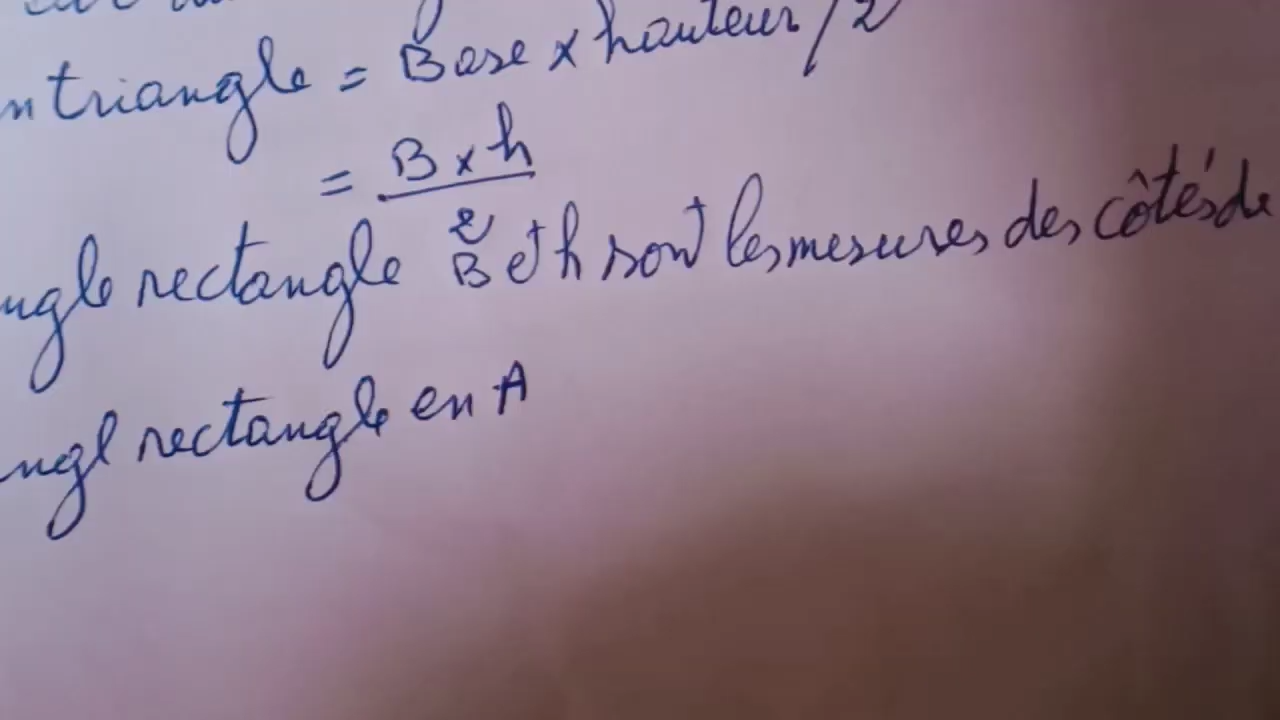 n triangle = Base x hauteur / 2
= B x h
2
ngle rectangle B et h sont les mesures des côtés de
ngl rectangle en A